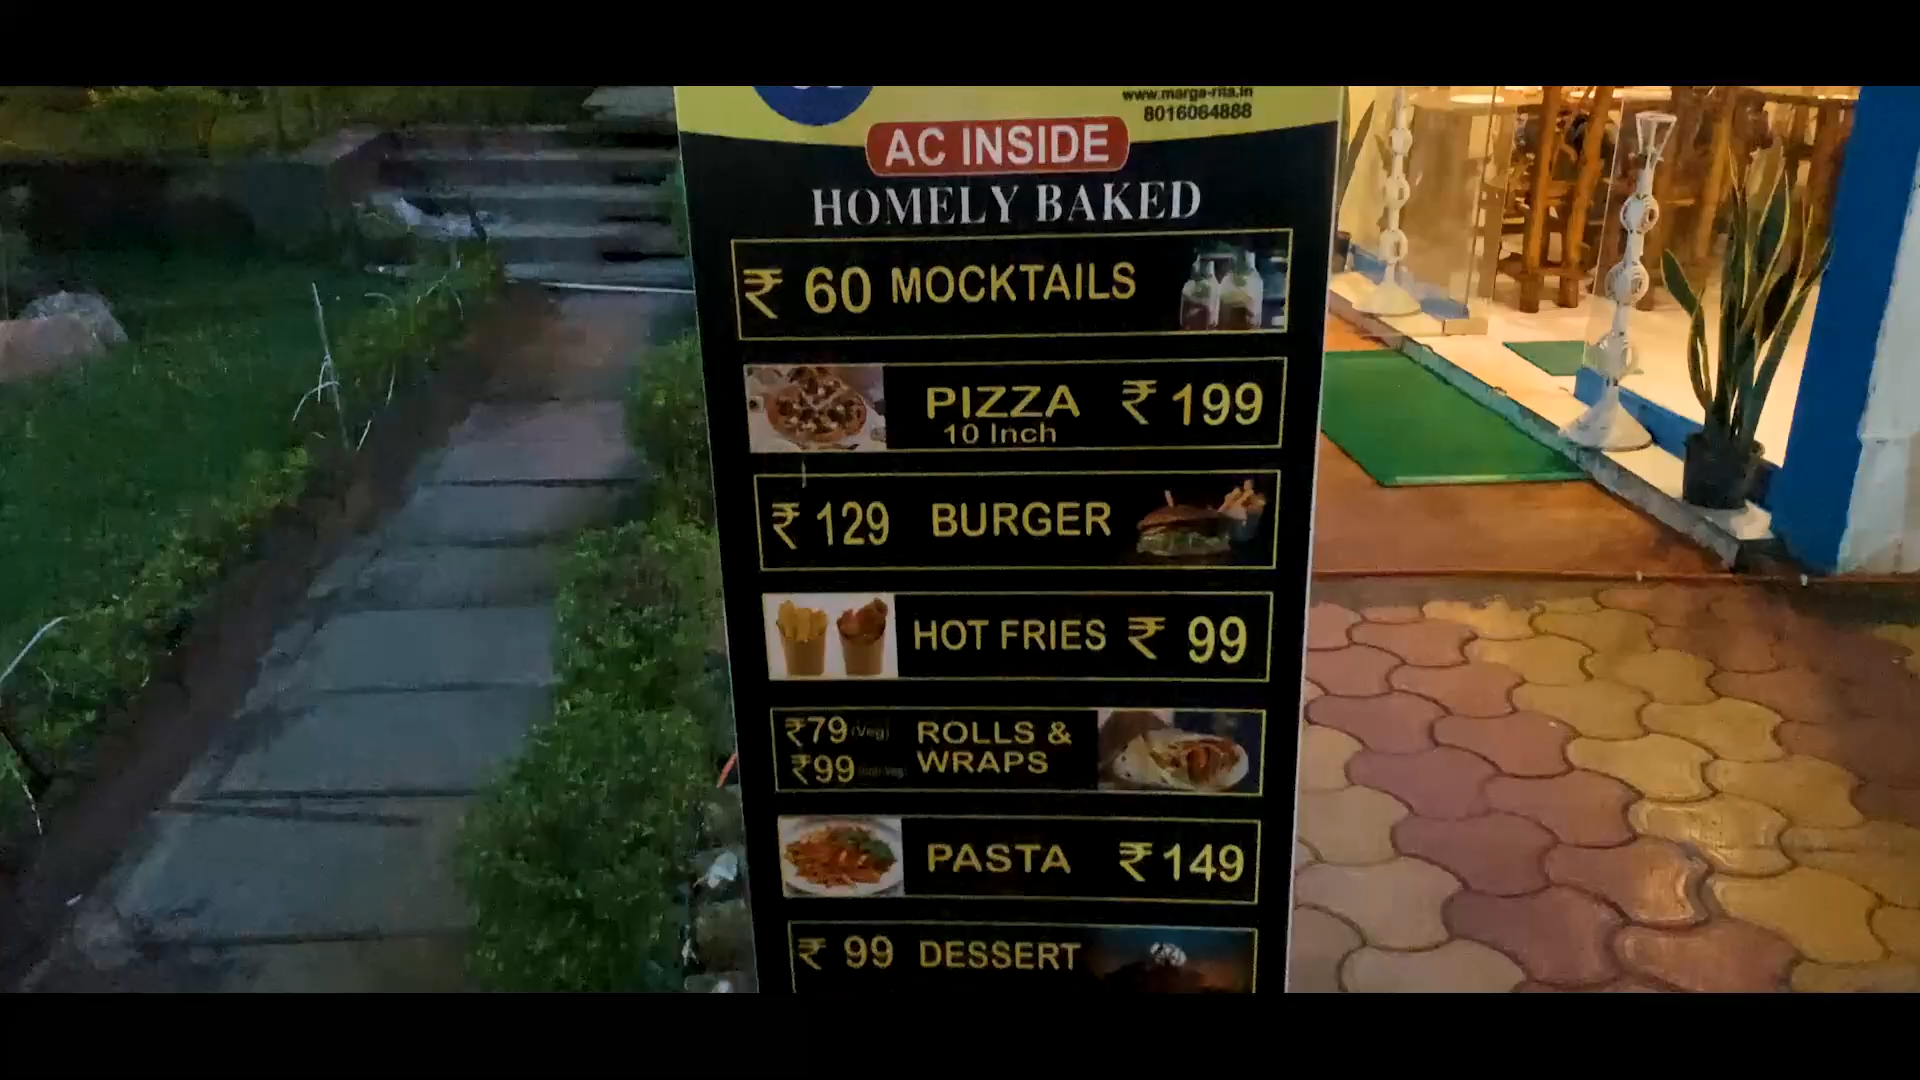 www.marga-rita.in
8016064888
AC INSIDE
HOMELY BAKED
₹ 60 MOCKTAILS
PIZZA ₹ 199
10 Inch
₹ 129 BURGER
HOT FRIES ₹ 99
₹79 (Veg) ROLLS &
₹99 (Non Veg) WRAPS
PASTA ₹ 149
₹ 99 DESSERT